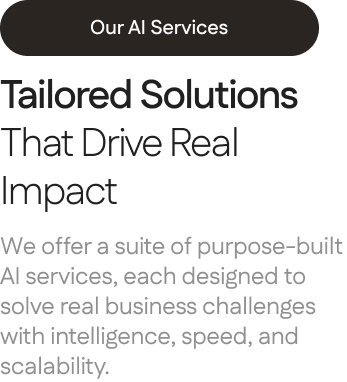 Our AI Services
Tailored Solutions
That Drive Real
Impact
We offer a suite of purpose-built
AI services, each designed to
solve real business challenges
with intelligence, speed, and
scalability.